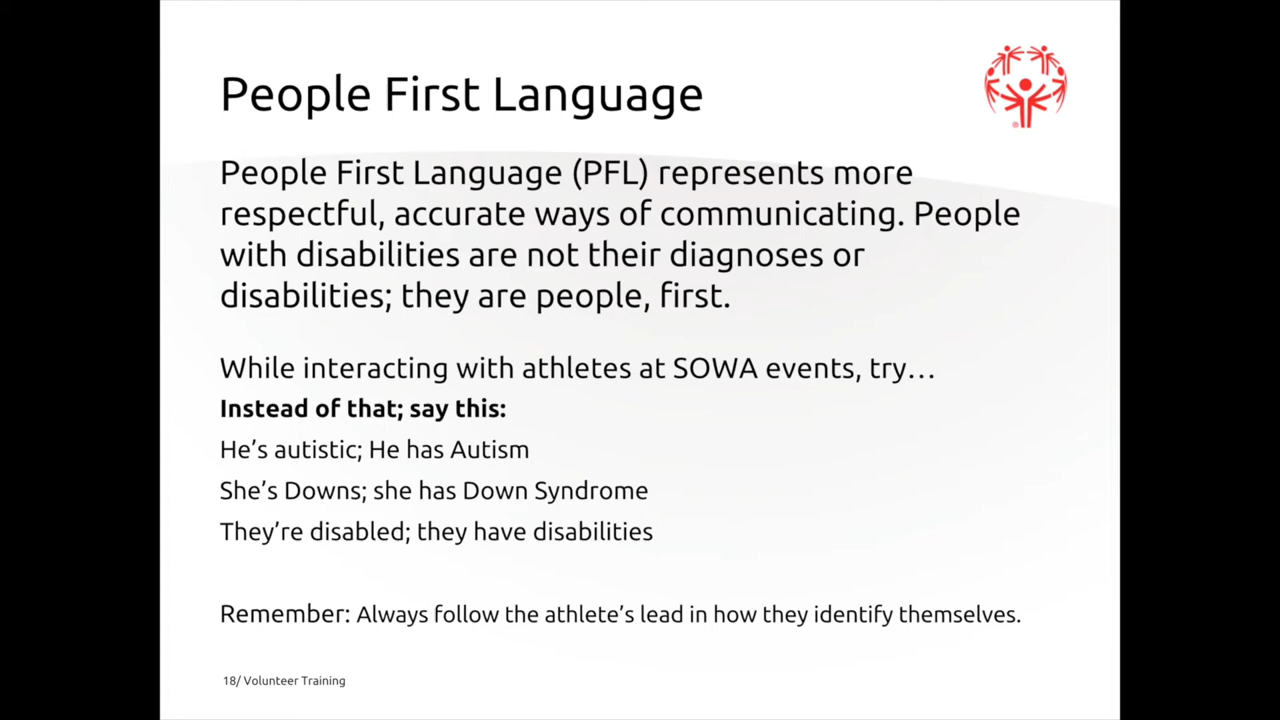 People First Language
People First Language (PFL) represents more
respectful, accurate ways of communicating. People
with disabilities are not their diagnoses or
disabilities; they are people, first.
While interacting with athletes at SOWA events, try…
Instead of that; say this:
He’s autistic; He has Autism
She’s Downs; she has Down Syndrome
They’re disabled; they have disabilities
Remember: Always follow the athlete’s lead in how they identify themselves.
18/ Volunteer Training
®